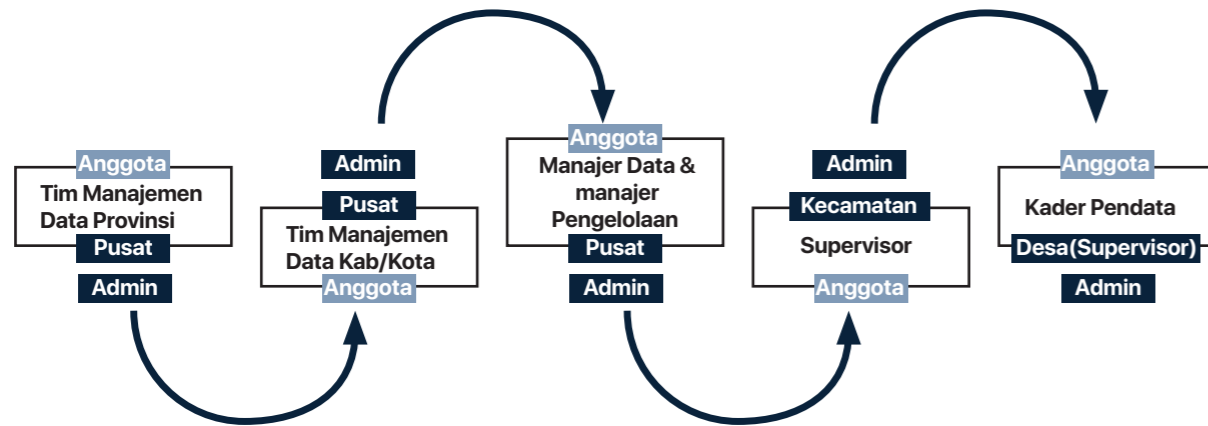 Anggota
Tim Manajemen
Data Provinsi
Pusat
Admin
Admin
Pusat
Tim Manajemen
Data Kab/Kota
Anggota
Anggota
Manajer Data &
manajer
Pengelolaan
Pusat
Admin
Admin
Kecamatan
Supervisor
Anggota
Anggota
Kader Pendata
Desa(Supervisor)
Admin